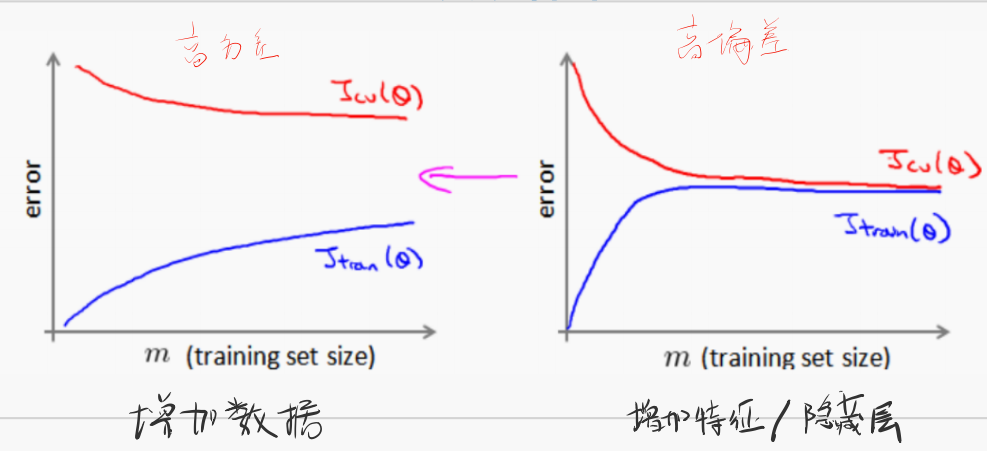 高方差
高偏差
Jcv(θ)
error
Jtran(θ)
m (training set size)
增加数据
Jcv(θ)
error
Jtrain(θ)
m (training set size)
增加特征/隐藏层